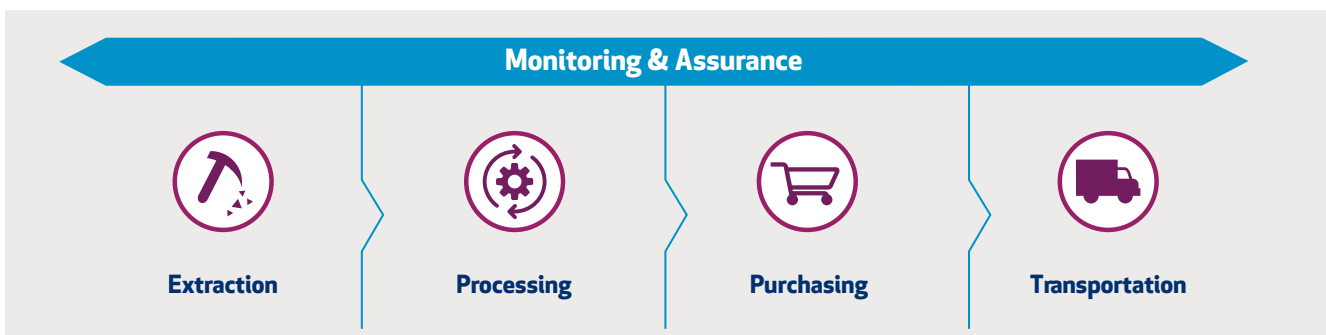 Monitoring & Assurance
Extraction
Processing
Purchasing
Transportation